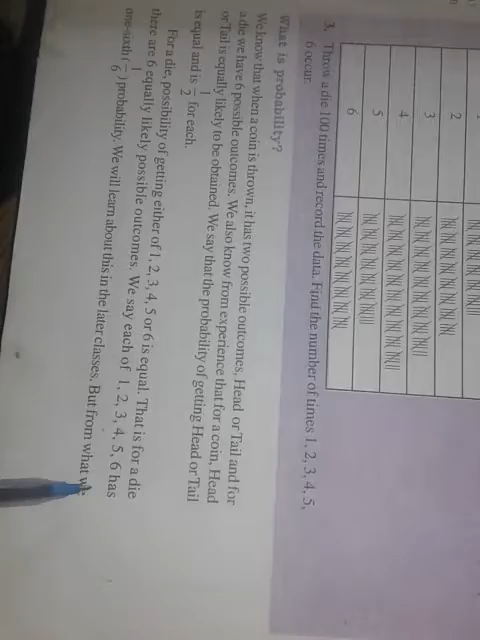 2
3
4
5
6
3. Throw a die 100 times and record the data. Find the number of times 1, 2, 3, 4, 5,
6 occur.
What is probability?
We know that when a coin is thrown, it has two possible outcomes, Head or Tail and for
a die we have 6 possible outcomes. We also know from experience that for a coin, Head
or Tail is equally likely to be obtained. We say that the probability of getting Head or Tail
is equal and is 1/2 for each.
For a die, possibility of getting either of 1, 2, 3, 4, 5 or 6 is equal. That is for a die
there are 6 equally likely possible outcomes. We say each of 1, 2, 3, 4, 5, 6 has
one-sixth (1/6) probability. We will learn about this in the later classes. But from what